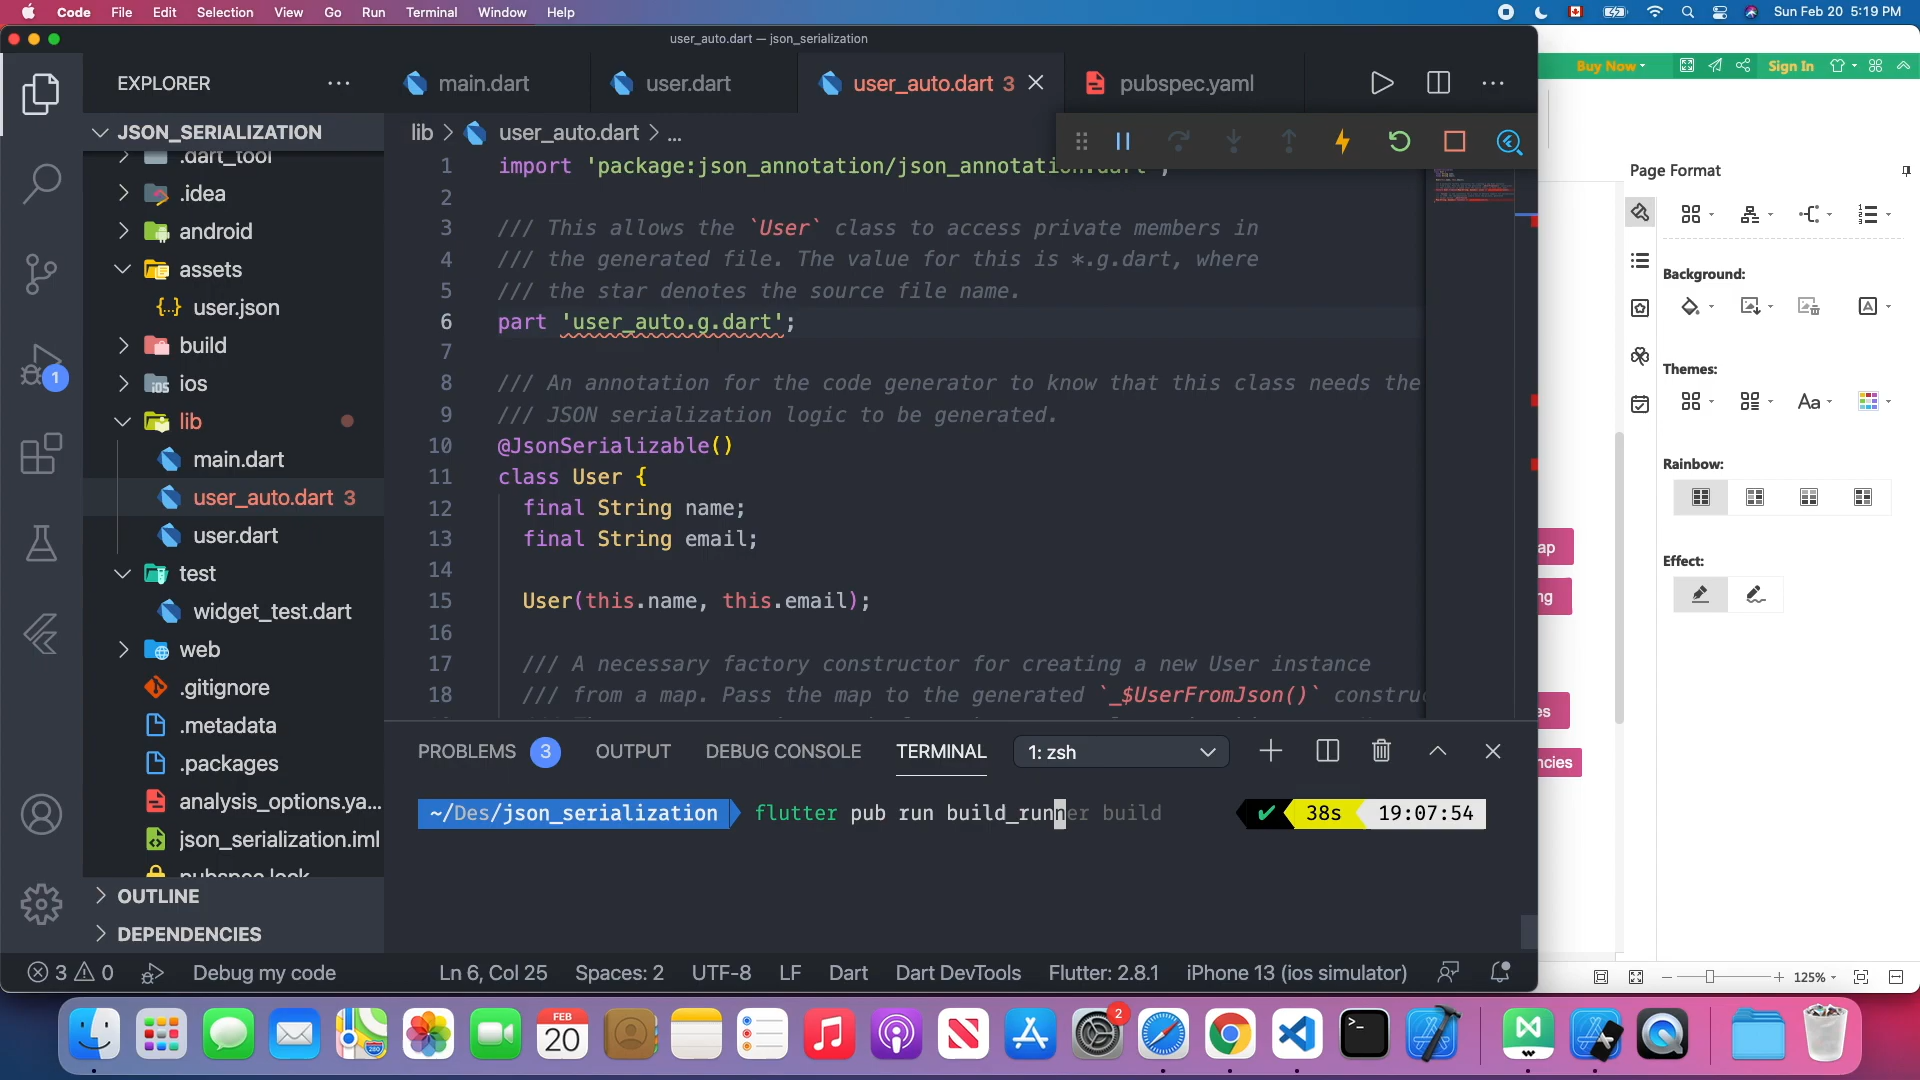 Code File Edit Selection View Go Run Terminal Window Help
Sun Feb 20 5:19 PM
user_auto.dart — json_serialization
Buy Now
Sign In
EXPLORER
main.dart
user.dart
user_auto.dart 3
pubspec.yaml
JSON_SERIALIZATION
.dart_tool
.idea
android
assets
user.json
build
ios
lib
main.dart
user_auto.dart 3
user.dart
test
widget_test.dart
web
.gitignore
.metadata
.packages
analysis_options.ya...
json_serialization.iml
pubspec.lock
OUTLINE
DEPENDENCIES
1
lib > user_auto.dart > ...
1 import 'package:json_annotation/json_annotation.dart';
2
3 /// This allows the `User` class to access private members in
4 /// the generated file. The value for this is *.g.dart, where
5 /// the star denotes the source file name.
6 part 'user_auto.g.dart';
7
8 /// An annotation for the code generator to know that this class needs the
9 /// JSON serialization logic to be generated.
10 @JsonSerializable()
11 class User {
12 final String name;
13 final String email;
14
15 User(this.name, this.email);
16
17 /// A necessary factory constructor for creating a new User instance
18 /// from a map. Pass the map to the generated `_$UserFromJson()` constru
PROBLEMS 3 OUTPUT DEBUG CONSOLE TERMINAL 1: zsh
~/Des/json_serialization flutter pub run build_runner build ✔ 38s 19:07:54
3 0 Debug my code Ln 6, Col 25 Spaces: 2 UTF-8 LF Dart Dart DevTools Flutter: 2.8.1 iPhone 13 (ios simulator)
Page Format
Background:
Themes:
Aa
Rainbow:
Effect:
ap
ng
es
ncies
125%
FEB
20
2